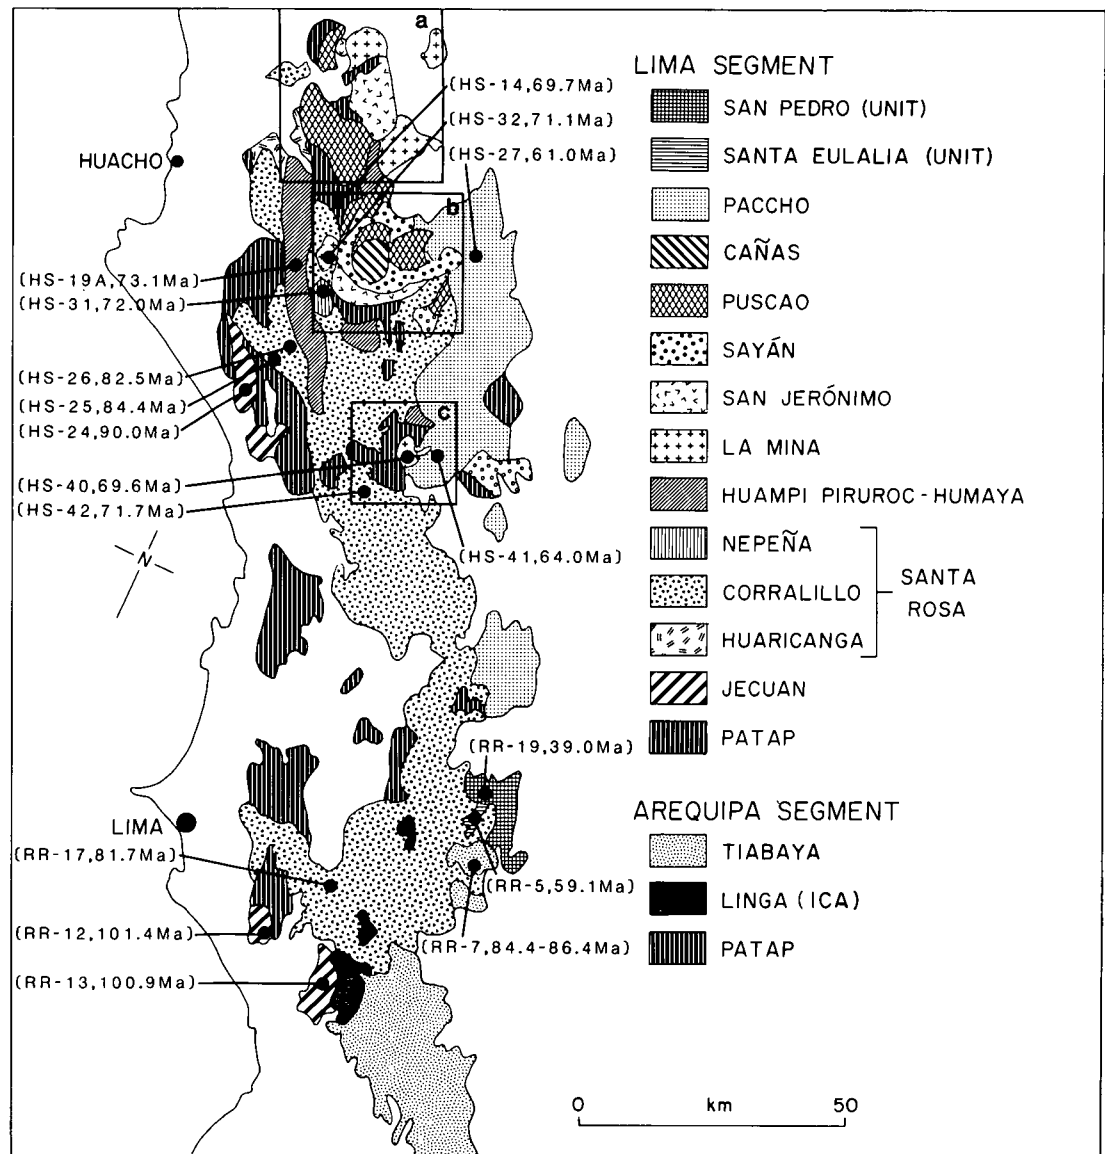 a
(HS-14,69.7Ma)
(HS-32,71.1Ma)
(HS-27,61.0Ma)
HUACHO
b
(HS-19A,73.1Ma)
(HS-31,72.0Ma)
(HS-26,82.5Ma)
(HS-25,84.4Ma)
(HS-24,90.0Ma)
c
(HS-40,69.6Ma)
(HS-42,71.7Ma)
(HS-41,64.0Ma)
N
(RR-19,39.0Ma)
LIMA
(RR-17,81.7Ma)
(RR-5,59.1Ma)
(RR-12,101.4Ma)
(RR-7,84.4-86.4Ma)
(RR-13,100.9Ma)
LIMA SEGMENT
SAN PEDRO (UNIT)
SANTA EULALIA (UNIT)
PACCHO
CAÑAS
PUSCAO
SAYÁN
SAN JERÓNIMO
LA MINA
HUAMPI PIRUROC-HUMAYA
NEPEÑA
CORRALILLO
HUARICANGA
SANTA
ROSA
JECUAN
PATAP
AREQUIPA SEGMENT
TIABAYA
LINGA (ICA)
PATAP
0 km 50